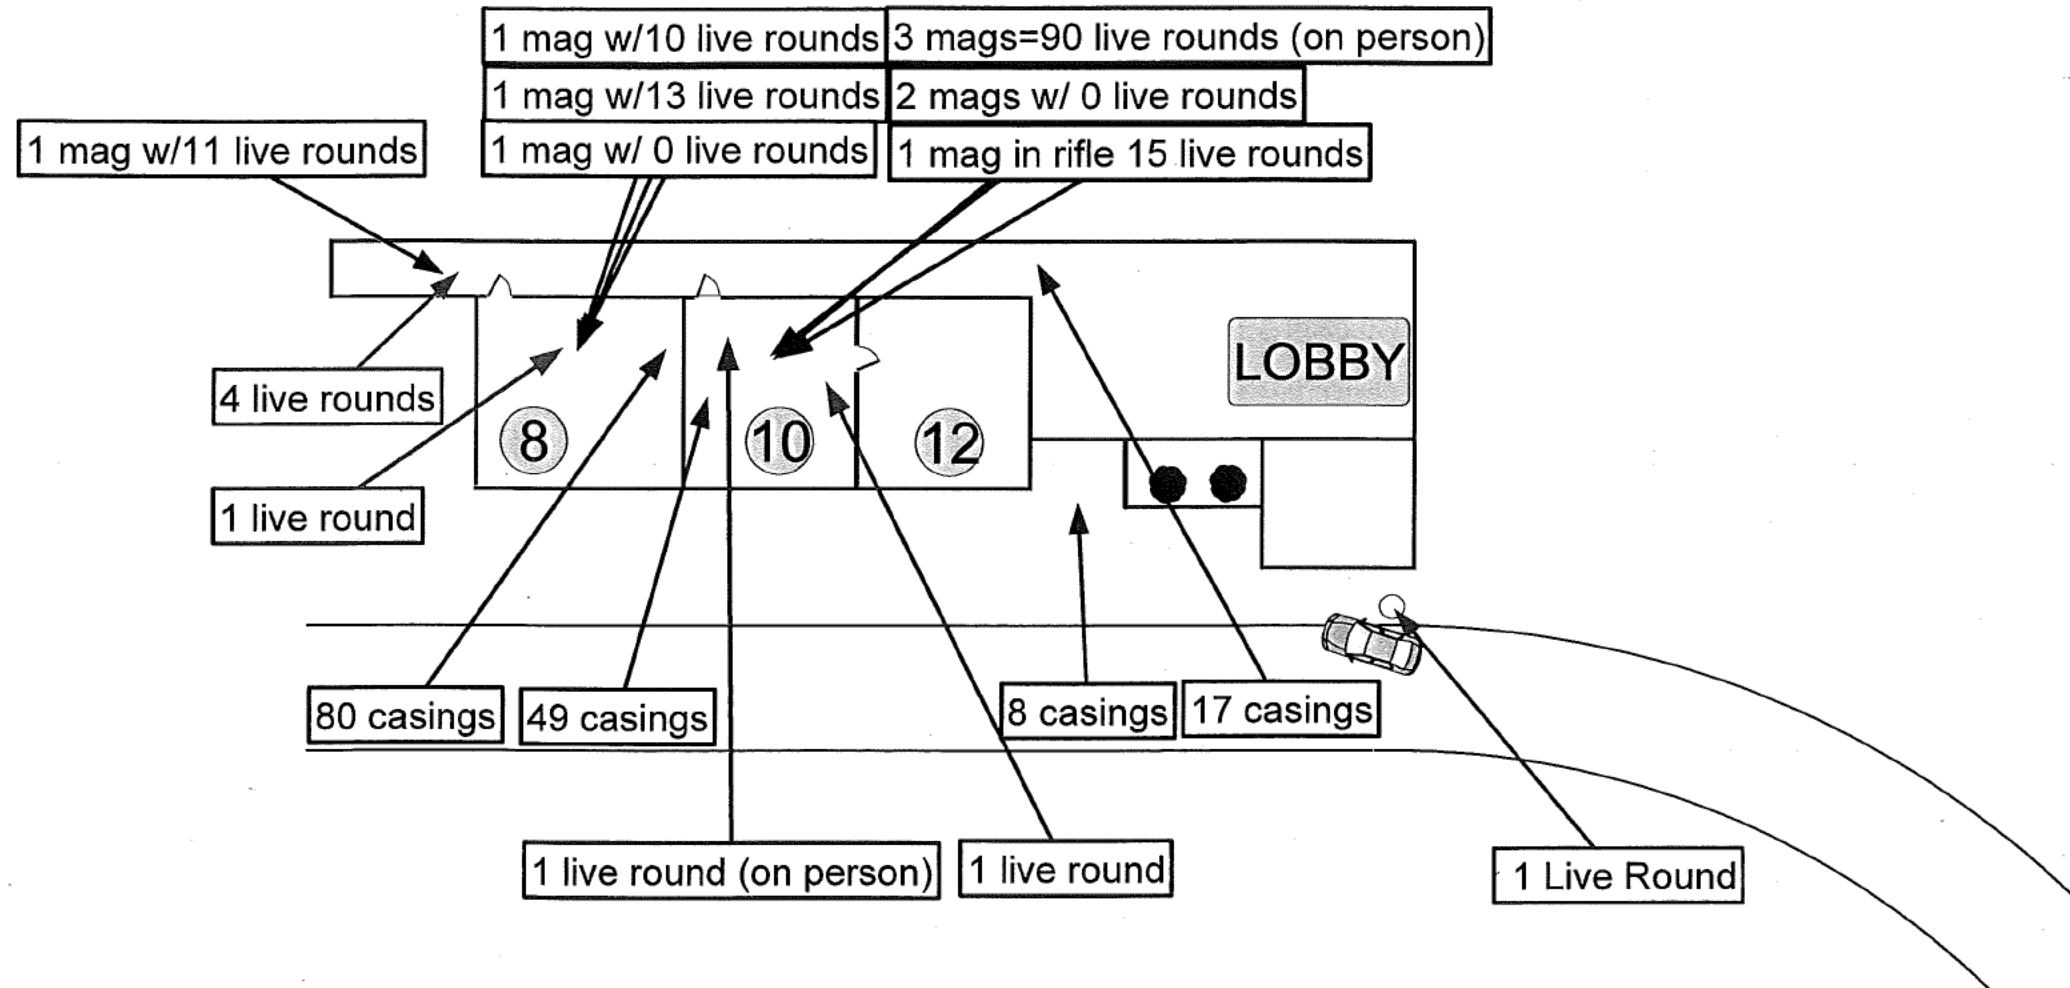 1 mag w/10 live rounds
3 mags=90 live rounds (on person)
1 mag w/13 live rounds
2 mags w/ 0 live rounds
1 mag w/11 live rounds
1 mag w/ 0 live rounds
1 mag in rifle 15 live rounds
LOBBY
4 live rounds
8
10
12
1 live round
80 casings
49 casings
8 casings
17 casings
1 live round (on person)
1 live round
1 Live Round